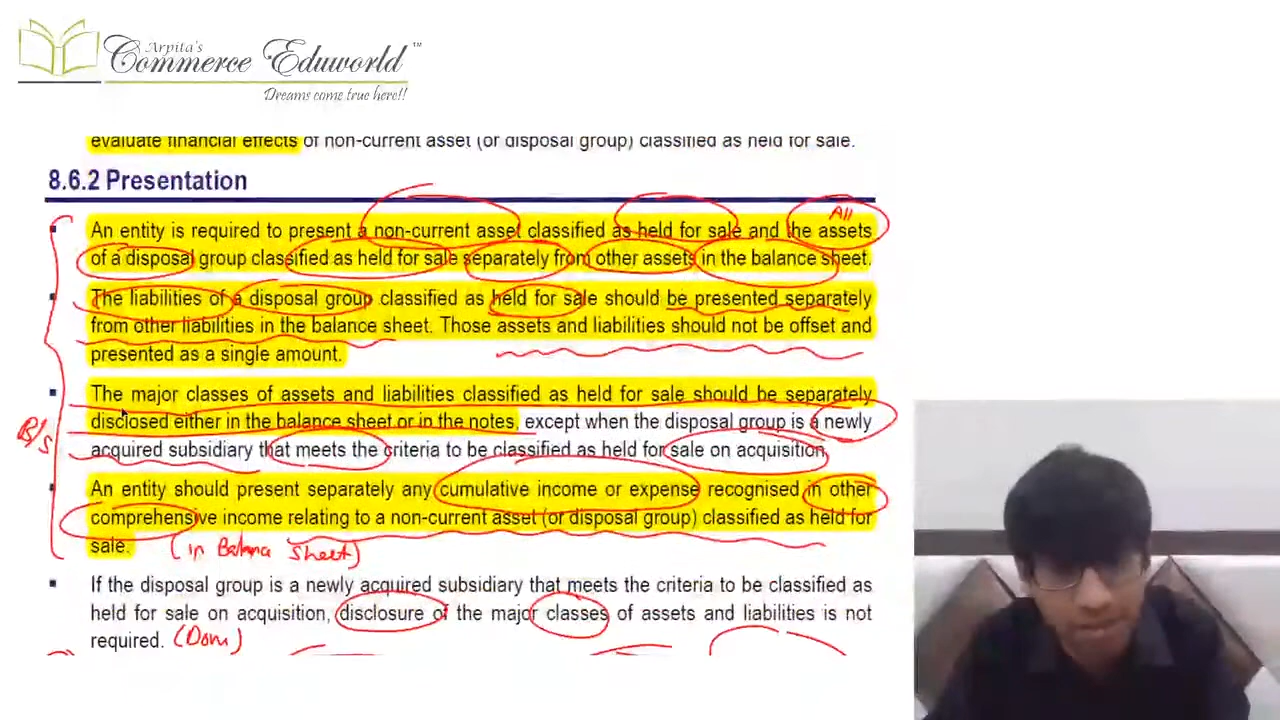 Arpita's
Commerce Eduworld™
Dreams come true here!!
evaluate financial effects of non-current asset (or disposal group) classified as held for sale.
8.6.2 Presentation
All
An entity is required to present a non-current asset classified as held for sale and the assets
of a disposal group classified as held for sale separately from other assets in the balance sheet.
The liabilities of a disposal group classified as held for sale should be presented separately
from other liabilities in the balance sheet. Those assets and liabilities should not be offset and
presented as a single amount.
The major classes of assets and liabilities classified as held for sale should be separately
disclosed either in the balance sheet or in the notes, except when the disposal group is a newly
B/s
acquired subsidiary that meets the criteria to be classified as held for sale on acquisition.
An entity should present separately any cumulative income or expense recognised in other
comprehensive income relating to a non-current asset (or disposal group) classified as held for
sale. (in Balance Sheet)
If the disposal group is a newly acquired subsidiary that meets the criteria to be classified as
held for sale on acquisition, disclosure of the major classes of assets and liabilities is not
required. (Done)